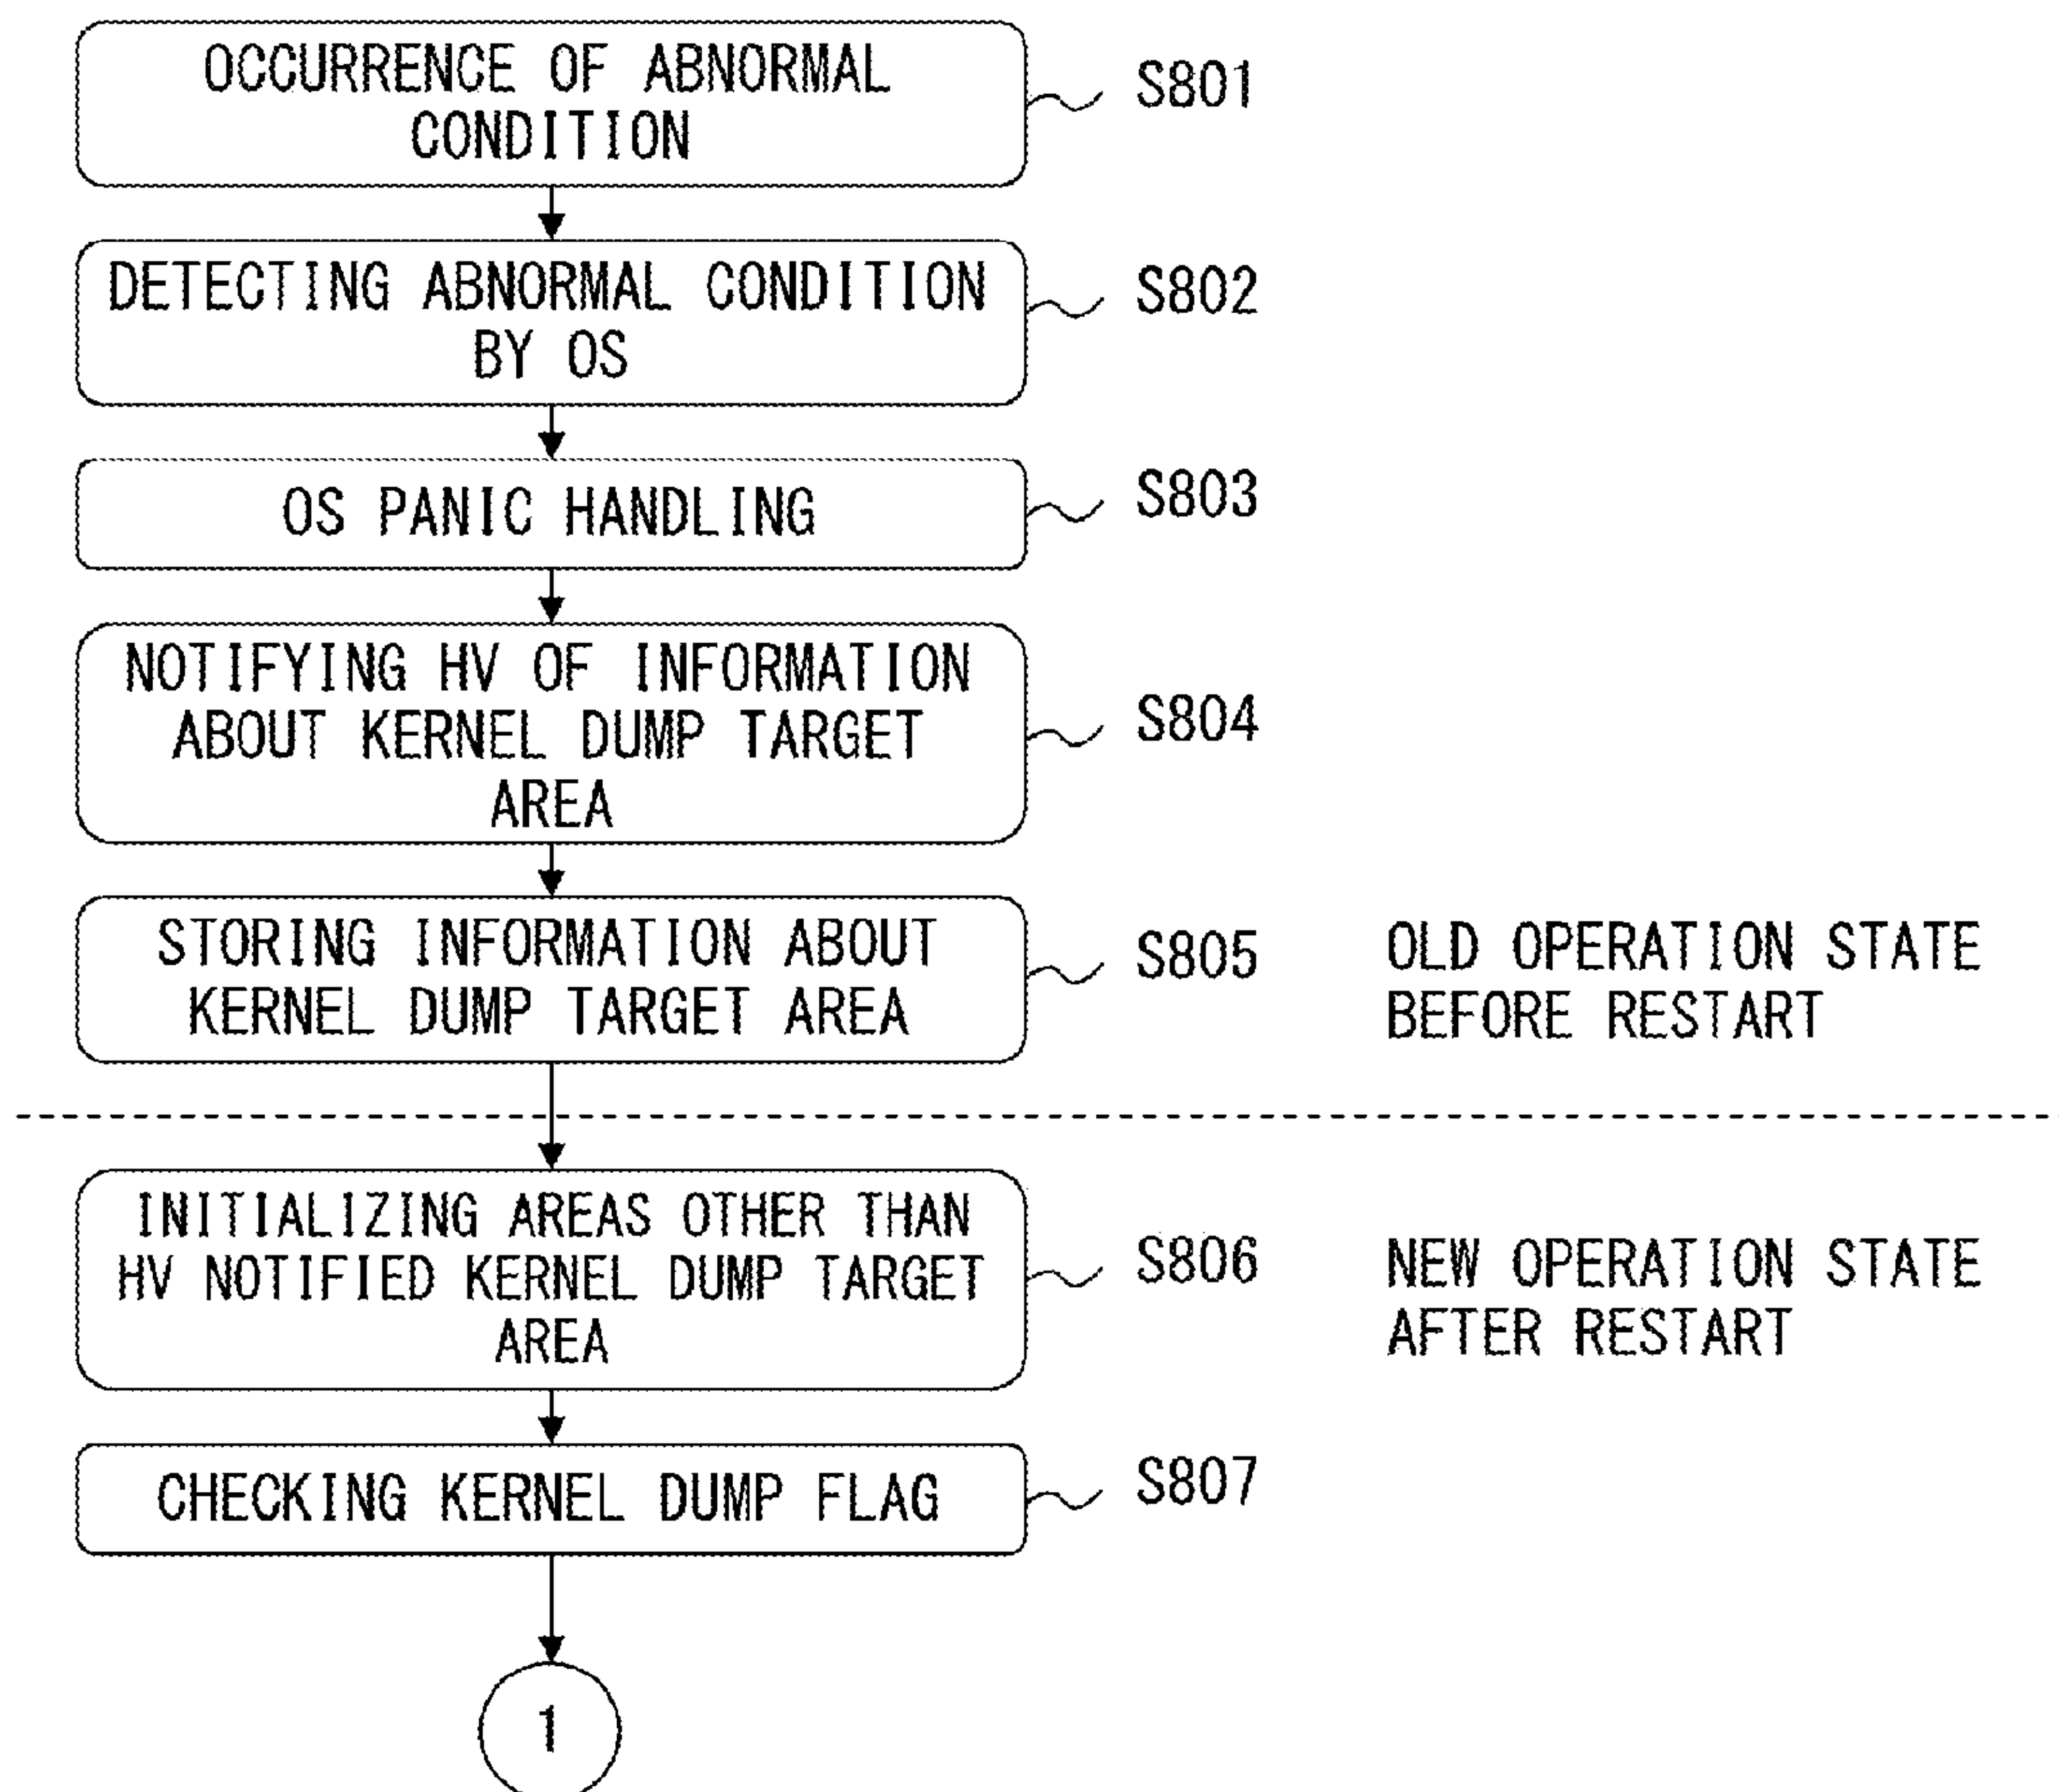 OCCURRENCE OF ABNORMAL
CONDITION
S801
DETECTING ABNORMAL CONDITION
BY OS
S802
OS PANIC HANDLING
S803
NOTIFYING HV OF INFORMATION
ABOUT KERNEL DUMP TARGET
AREA
S804
STORING INFORMATION ABOUT
KERNEL DUMP TARGET AREA
S805
OLD OPERATION STATE
BEFORE RESTART
INITIALIZING AREAS OTHER THAN
HV NOTIFIED KERNEL DUMP TARGET
AREA
S806
NEW OPERATION STATE
AFTER RESTART
CHECKING KERNEL DUMP FLAG
S807
1